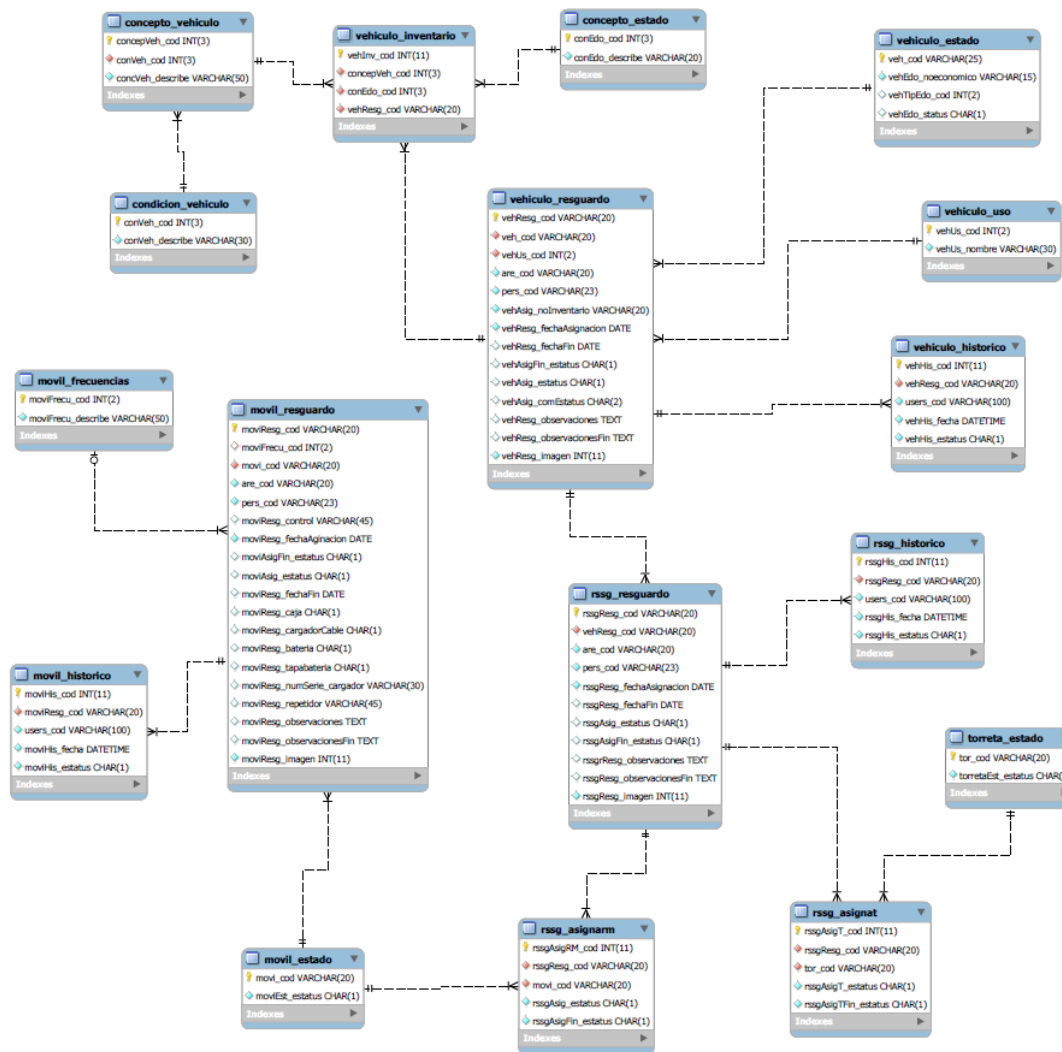 concepto_vehiculo
concepVeh_cod INT(3)
conVeh_cod INT(3)
concVeh_describe VARCHAR(50)
Indexes
vehiculo_inventario
vehInv_cod INT(11)
concepVeh_cod INT(3)
conEdo_cod INT(3)
vehResg_cod VARCHAR(20)
Indexes
concepto_estado
conEdo_cod INT(3)
conEdo_describe VARCHAR(20)
Indexes
vehiculo_estado
veh_cod VARCHAR(25)
vehEdo_noeconomico VARCHAR(15)
vehTipEdo_cod INT(2)
vehEdo_status CHAR(1)
Indexes
condicion_vehiculo
conVeh_cod INT(3)
conVeh_describe VARCHAR(30)
Indexes
vehiculo_resguardo
vehResg_cod VARCHAR(20)
veh_cod VARCHAR(20)
vehUs_cod INT(2)
are_cod VARCHAR(20)
pers_cod VARCHAR(23)
vehAsig_noInventario VARCHAR(20)
vehResg_fechaAsignacion DATE
vehResg_fechaFin DATE
vehAsigFin_estatus CHAR(1)
vehAsig_estatus CHAR(1)
vehAsig_comEstatus CHAR(2)
vehResg_observaciones TEXT
vehResg_observacionesFin TEXT
vehResg_imagen INT(11)
Indexes
vehiculo_uso
vehUs_cod INT(2)
vehUs_nombre VARCHAR(30)
Indexes
vehiculo_historico
vehHis_cod INT(11)
vehResg_cod VARCHAR(20)
users_cod VARCHAR(100)
vehHis_fecha DATETIME
vehHis_estatus CHAR(1)
Indexes
movil_frecuencias
moviFrecu_cod INT(2)
moviFrecu_describe VARCHAR(50)
Indexes
movil_resguardo
moviResg_cod VARCHAR(20)
moviFrecu_cod INT(2)
movi_cod VARCHAR(20)
are_cod VARCHAR(20)
pers_cod VARCHAR(23)
moviResg_control VARCHAR(45)
moviResg_fechaAginacion DATE
moviAsigFin_estatus CHAR(1)
moviAsig_estatus CHAR(1)
moviResg_fechaFin DATE
moviResg_caja CHAR(1)
moviResg_cargadorCable CHAR(1)
moviResg_bateria CHAR(1)
moviResg_tapabateria CHAR(1)
moviResg_numSerie_cargador VARCHAR(30)
moviResg_repetidor VARCHAR(45)
moviResg_observaciones TEXT
moviResg_observacionesFin TEXT
moviResg_imagen INT(11)
Indexes
rssg_historico
rssgHis_cod INT(11)
rssgResg_cod VARCHAR(20)
users_cod VARCHAR(100)
rssgHis_fecha DATETIME
rssgHis_estatus CHAR(1)
Indexes
rssg_resguardo
rssgResg_cod VARCHAR(20)
vehResg_cod VARCHAR(20)
are_cod VARCHAR(20)
pers_cod VARCHAR(23)
rssgResg_fechaAsignacion DATE
rssgResg_fechaFin DATE
rssgAsig_estatus CHAR(1)
rssgAsigFin_estatus CHAR(1)
rssgrResg_observaciones TEXT
rssgResg_observacionesFin TEXT
rssgResg_imagen INT(11)
Indexes
movil_historico
moviHis_cod INT(11)
moviResg_cod VARCHAR(20)
users_cod VARCHAR(100)
moviHis_fecha DATETIME
moviHis_estatus CHAR(1)
Indexes
torreta_estado
tor_cod VARCHAR(20)
torretaEst_estatus CHAR(
Indexes
rssg_asignat
rssgAsigT_cod INT(11)
rssgResg_cod VARCHAR(20)
tor_cod VARCHAR(20)
rssgAsigT_estatus CHAR(1)
rssgAsigTFin_estatus CHAR(1)
Indexes
rssg_asignarm
rssgAsigRM_cod INT(11)
rssgResg_cod VARCHAR(20)
movi_cod VARCHAR(20)
rssgAsig_estatus CHAR(1)
rssgAsigFin_estatus CHAR(1)
Indexes
movil_estado
movi_cod VARCHAR(20)
moviEst_estatus CHAR(1)
Indexes